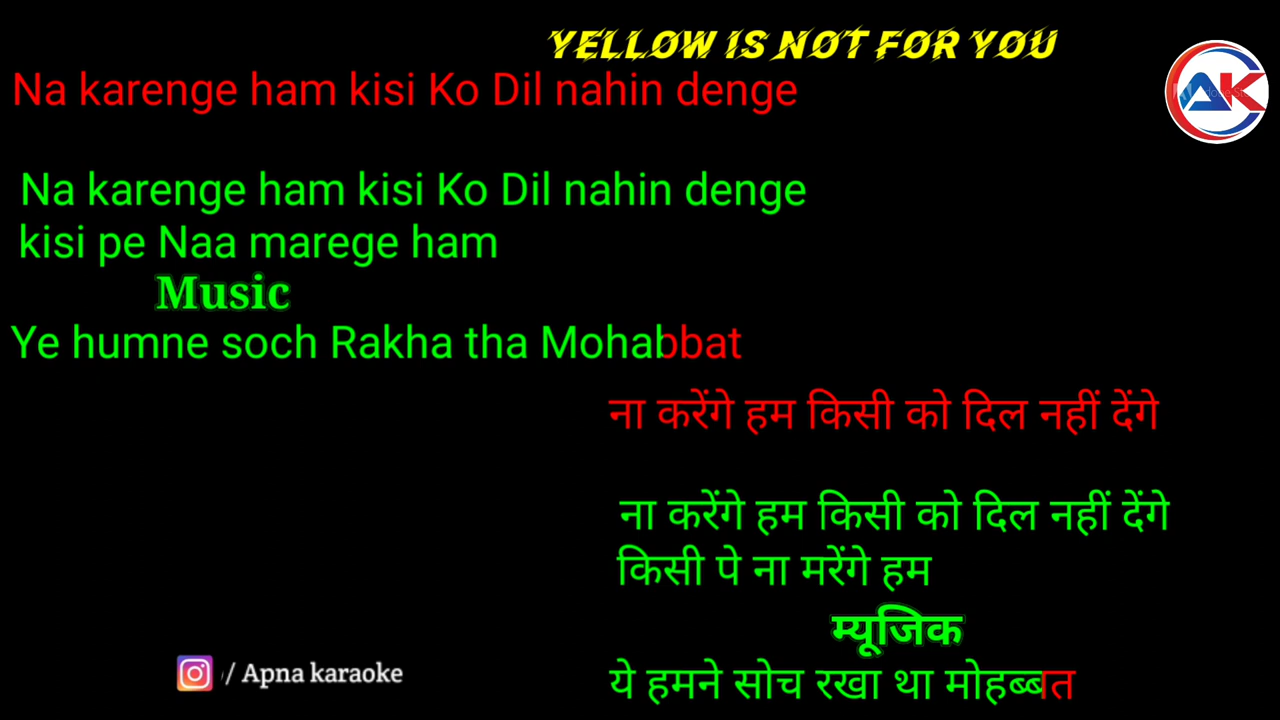 YELLOW IS NOT FOR YOU
Na karenge ham kisi Ko Dil nahin denge
AK
Na karenge ham kisi Ko Dil nahin denge
kisi pe Naa marege ham
Music
Ye humne soch Rakha tha Mohabbat
ना करेंगे हम किसी को दिल नहीं देंगे
ना करेंगे हम किसी को दिल नहीं देंगे
किसी पे ना मरेंगे हम
म्यूजिक
ये हमने सोच रखा था मोहब्बत
/ Apna karaoke